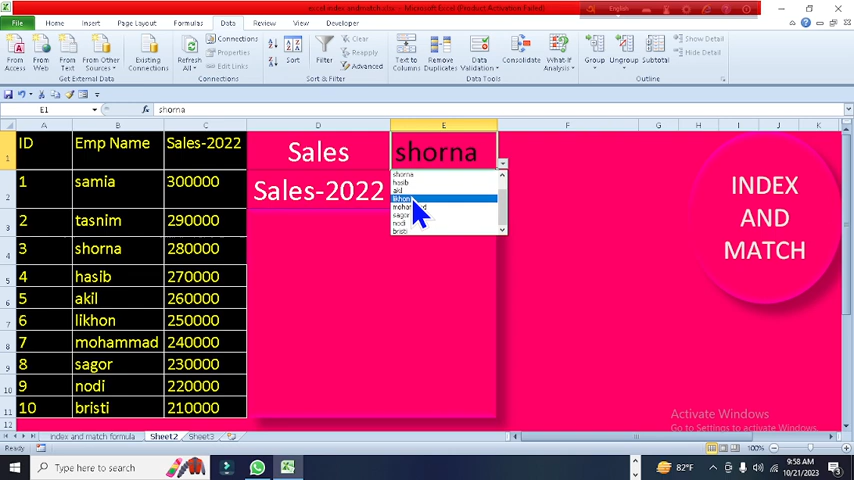 excel index andmatch.xlsx - Microsoft Excel (Product Activation Failed)
English
File Home Insert Page Layout Formulas Data Review View Developer
From Access
From Web
From Text
From Other Sources
Existing Connections
Refresh All
Connections
Properties
Edit Links
Sort
Filter
Clear
Reapply
Advanced
Text to Columns
Remove Duplicates
Data Validation
Consolidate
What-If Analysis
Group
Ungroup
Subtotal
Show Detail
Hide Detail
Get External Data Connections Sort & Filter Data Tools Outline
E1 fx shorna
A B C D E F G H I J K
1 ID Emp Name Sales-2022 Sales shorna
2 1 samia 300000 Sales-2022
3 2 tasnim 290000
4 3 shorna 280000
5 4 hasib 270000
6 5 akil 260000
7 6 likhon 250000
8 7 mohammad 240000
9 8 sagor 230000
10 9 nodi 220000
11 10 bristi 210000
12
shorna
hasib
akil
likhon
sagor
nodi
bristi
INDEX
AND
MATCH
Activate Windows
Go to Settings to activate Windows.
index and match formula Sheet2 Sheet3
Ready 100%
Type here to search
82°F
9:58 AM
10/21/2023